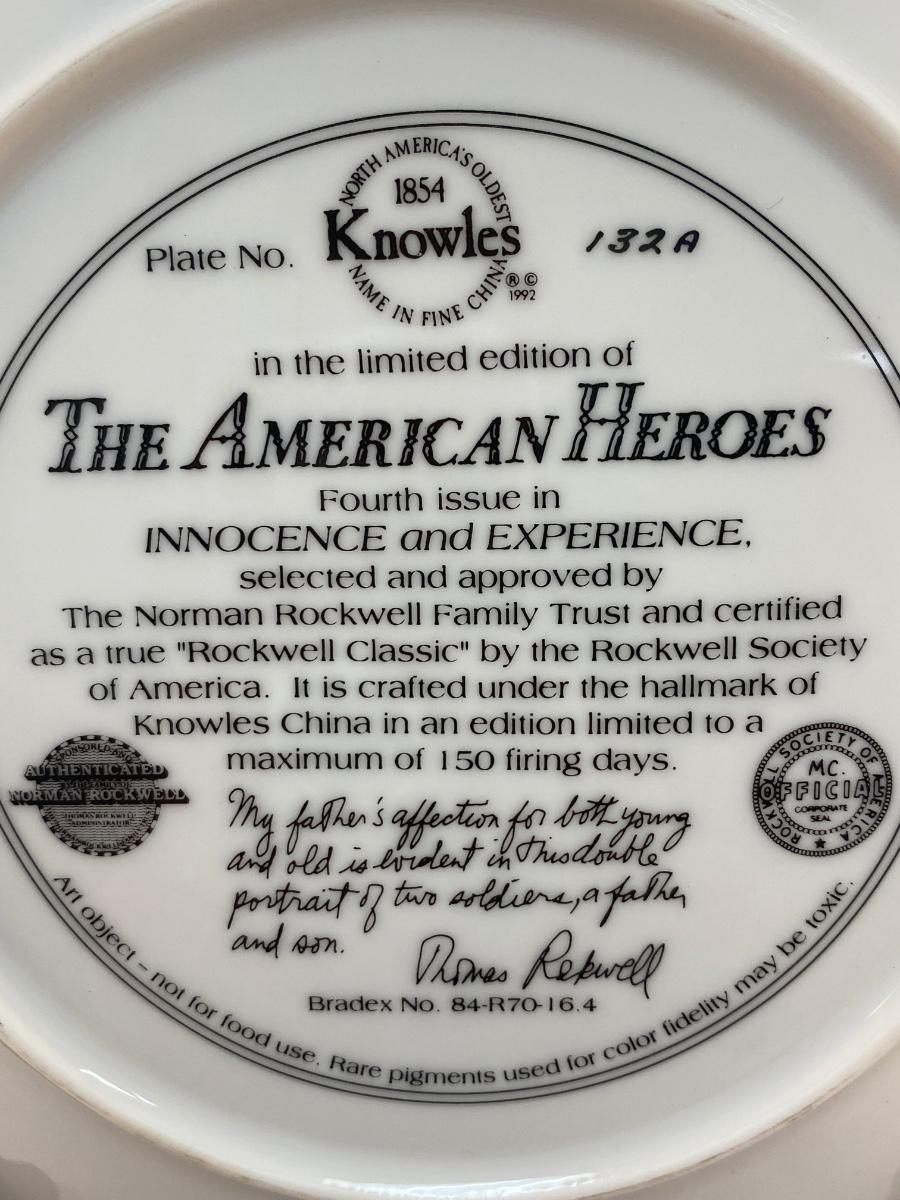 NORTH AMERICA'S OLDEST
1854
Plate No. Knowles 132A
NAME IN FINE CHINA
® ©
1992
in the limited edition of
THE AMERICAN HEROES
Fourth issue in
INNOCENCE and EXPERIENCE,
selected and approved by
The Norman Rockwell Family Trust and certified
as a true "Rockwell Classic" by the Rockwell Society
of America. It is crafted under the hallmark of
Knowles China in an edition limited to a
maximum of 150 firing days.
SPONSORED AND
AUTHENTICATED
NORMAN ROCKWELL
THOMAS ROCKWELL
ADMINISTRATOR
ROCKWELL SOCIETY OF AMERICA
MC.
OFFICIAL
CORPORATE
SEAL
My father's affection for both young
and old is evident in this double
portrait of two soldiers, a father
and son.
Thomas Rockwell
Bradex No. 84-R70-16.4
Art object - not for food use. Rare pigments used for color fidelity may be toxic.